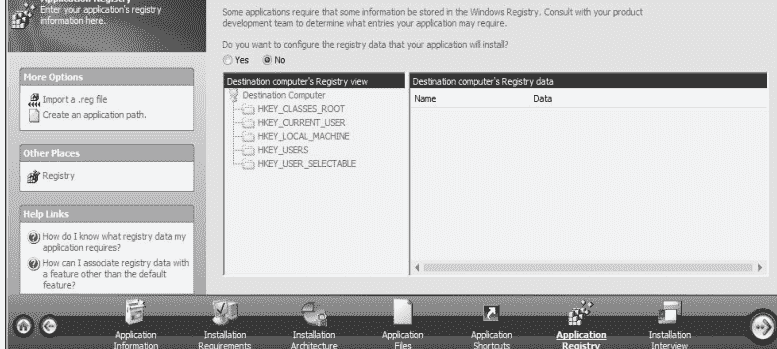 Application Registry
Enter your application's registry
information here.
Some applications require that some information be stored in the Windows Registry. Consult with your product
development team to determine what entries your application may require.
Do you want to configure the registry data that your application will install?
Yes No
More Options
Import a .reg file
Create an application path.
Other Places
Registry
Help Links
How do I know what registry data my
application requires?
How can I associate registry data with
a feature other than the default
feature?
Destination computer's Registry view
Destination Computer
HKEY_CLASSES_ROOT
HKEY_CURRENT_USER
HKEY_LOCAL_MACHINE
HKEY_USERS
HKEY_USER_SELECTABLE
Destination computer's Registry data
Name Data
Application
Information
Installation
Requirements
Installation
Architecture
Application
Files
Application
Shortcuts
Application
Registry
Installation
Interview